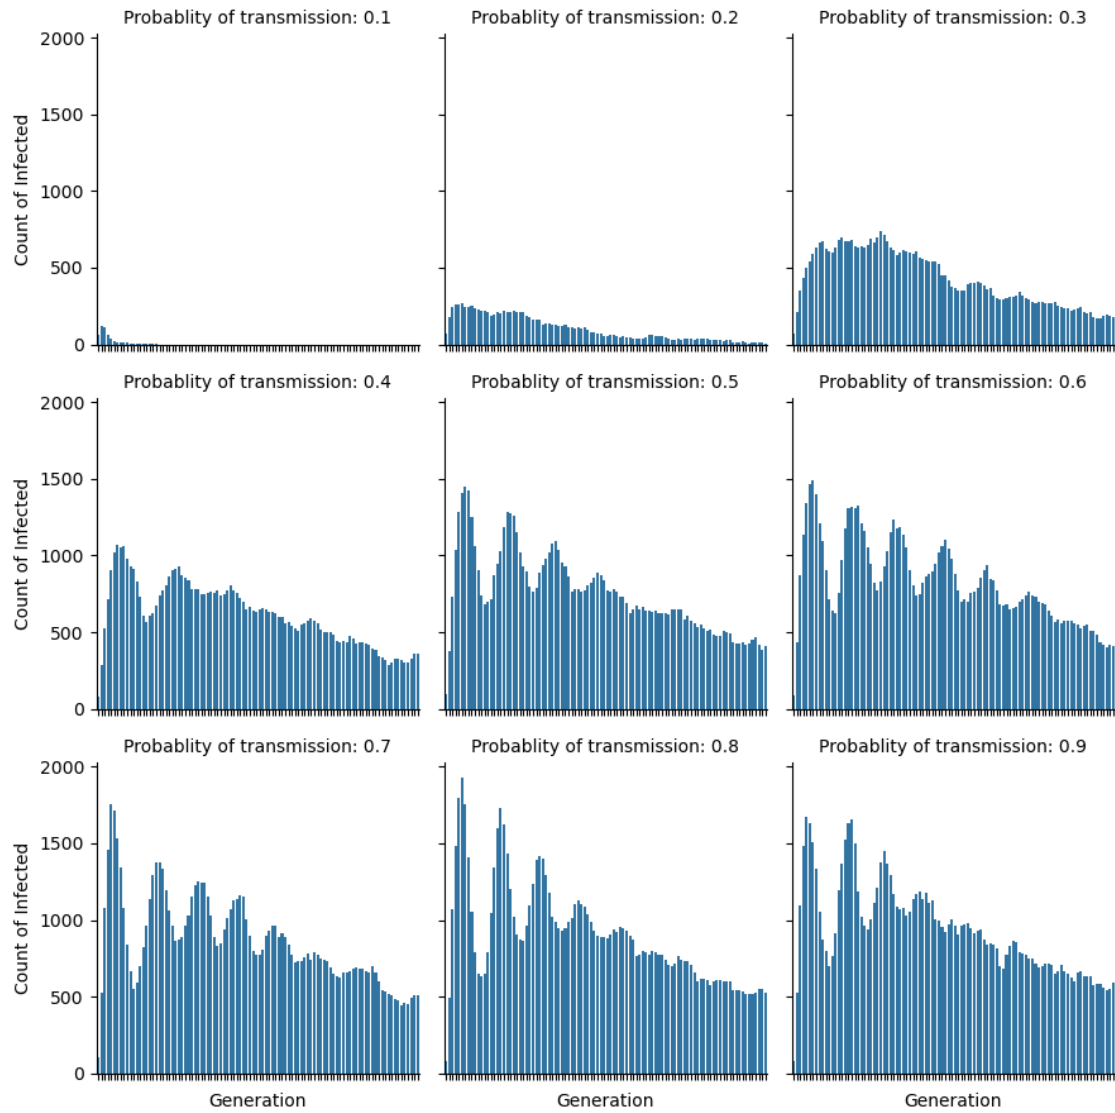 Probablity of transmission: 0.1
Probablity of transmission: 0.2
Probablity of transmission: 0.3
2000
1500
1000
500
0
Count of Infected
Probablity of transmission: 0.4
Probablity of transmission: 0.5
Probablity of transmission: 0.6
2000
1500
1000
500
0
Count of Infected
Probablity of transmission: 0.7
Probablity of transmission: 0.8
Probablity of transmission: 0.9
2000
1500
1000
500
0
Count of Infected
Generation
Generation
Generation